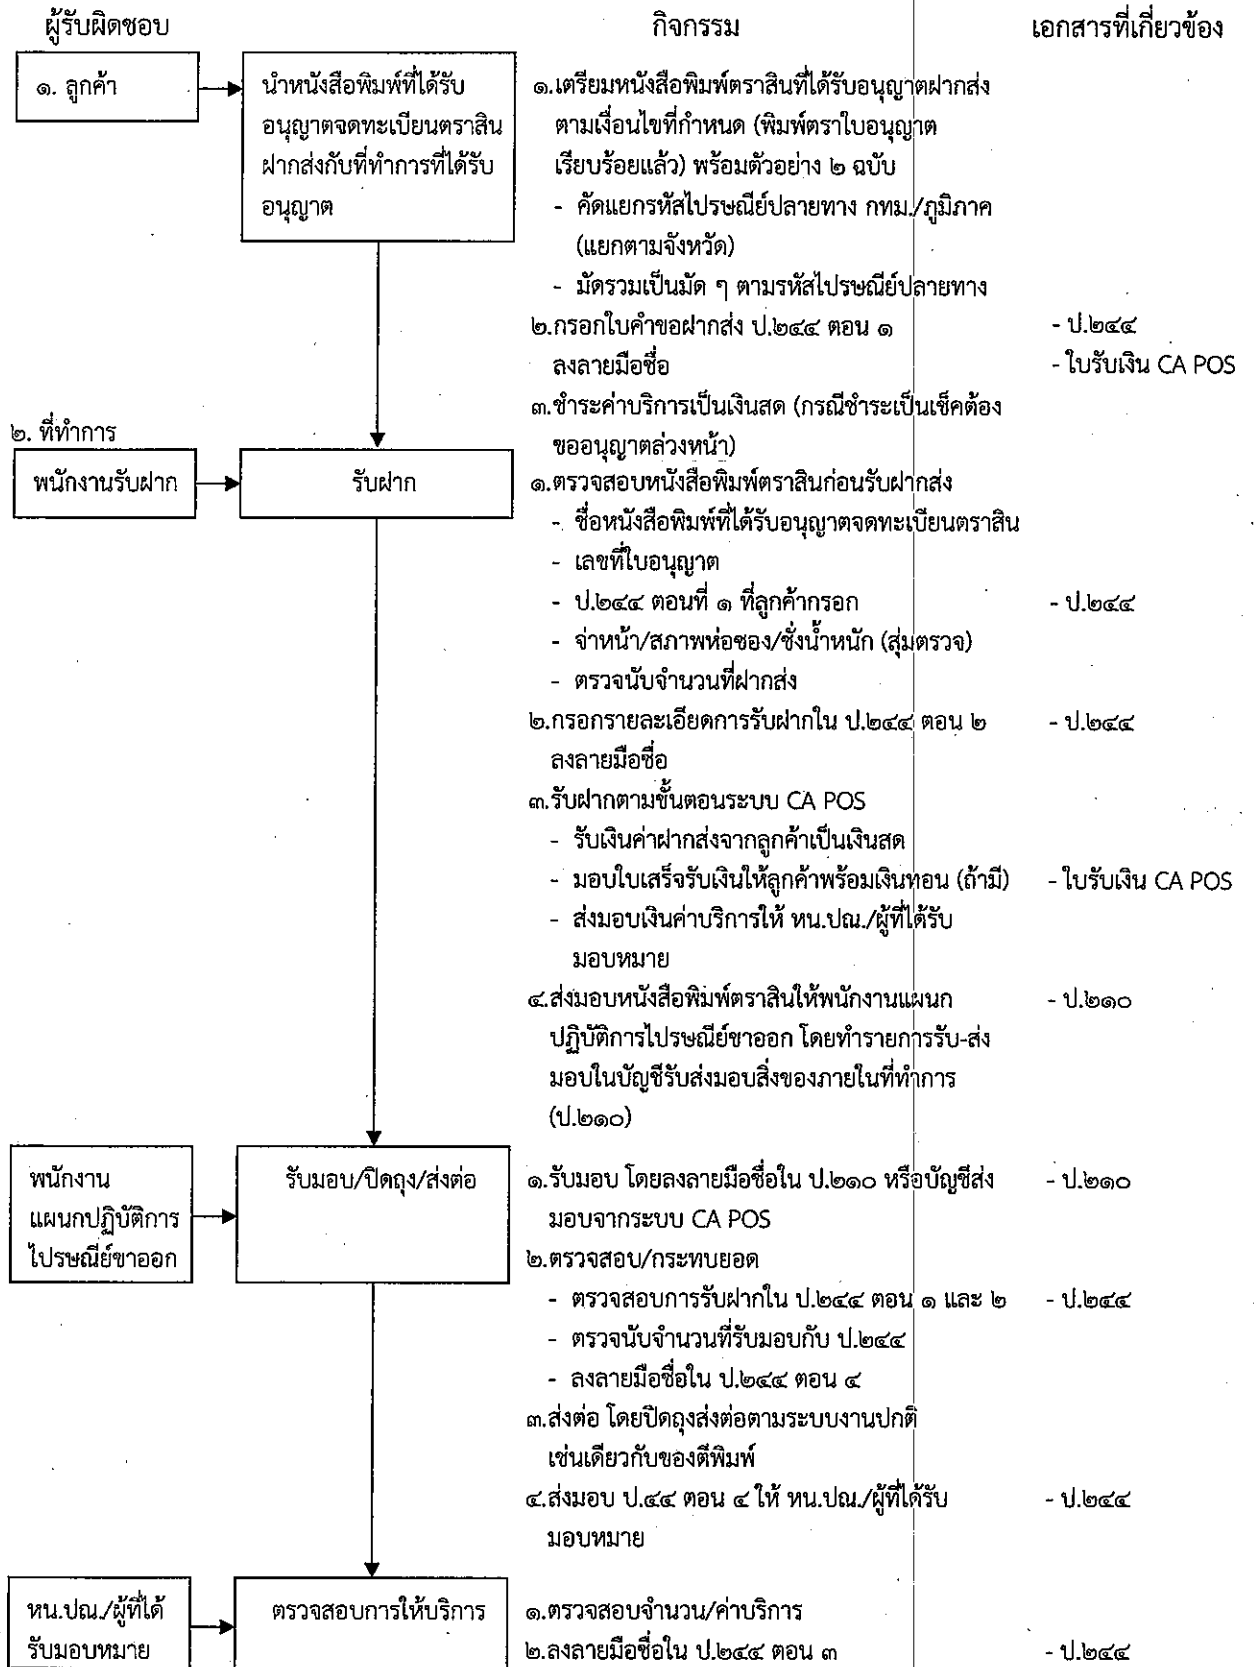 ผู้รับผิดชอบ
กิจกรรม
เอกสารที่เกี่ยวข้อง
๑. ลูกค้า
นำหนังสือพิมพ์ที่ได้รับ
อนุญาตจดทะเบียนตราสิน
ฝากส่งกับที่ทำการที่ได้รับ
อนุญาต
๑.เตรียมหนังสือพิมพ์ตราสินที่ได้รับอนุญาตฝากส่ง
ตามเงื่อนไขที่กำหนด (พิมพ์ตราใบอนุญาต
เรียบร้อยแล้ว) พร้อมตัวอย่าง ๒ ฉบับ
- คัดแยกรหัสไปรษณีย์ปลายทาง กทม./ภูมิภาค
(แยกตามจังหวัด)
- มัดรวมเป็นมัด ๆ ตามรหัสไปรษณีย์ปลายทาง
๒.กรอกใบคำขอฝากส่ง ป.๒๔๔ ตอน ๑
- ป.๒๔๔
ลงลายมือชื่อ
- ใบรับเงิน CA POS
๓.ชำระค่าบริการเป็นเงินสด (กรณีชำระเป็นเช็คต้อง
ขออนุญาตล่วงหน้า)
๒. ที่ทำการ
พนักงานรับฝาก
รับฝาก
๑.ตรวจสอบหนังสือพิมพ์ตราสินก่อนรับฝากส่ง
- ชื่อหนังสือพิมพ์ที่ได้รับอนุญาตจดทะเบียนตราสิน
- เลขที่ใบอนุญาต
- ป.๒๔๔ ตอนที่ ๑ ที่ลูกค้ากรอก
- ป.๒๔๔
- จ่าหน้า/สภาพห่อซอง/ชั่งน้ำหนัก (สุ่มตรวจ)
- ตรวจนับจำนวนที่ฝากส่ง
๒.กรอกรายละเอียดการรับฝากใน ป.๒๔๔ ตอน ๒
- ป.๒๔๔
ลงลายมือชื่อ
๓.รับฝากตามขั้นตอนระบบ CA POS
- รับเงินค่าฝากส่งจากลูกค้าเป็นเงินสด
- มอบใบเสร็จรับเงินให้ลูกค้าพร้อมเงินทอน (ถ้ามี)
- ใบรับเงิน CA POS
- ส่งมอบเงินค่าบริการให้ หน.ปณ./ผู้ที่ได้รับ
มอบหมาย
๔.ส่งมอบหนังสือพิมพ์ตราสินให้พนักงานแผนก
- ป.๒๑๐
ปฏิบัติการไปรษณีย์ขาออก โดยทำรายการรับ-ส่ง
มอบในบัญชีรับส่งมอบสิ่งของภายในที่ทำการ
(ป.๒๑๐)
พนักงาน
แผนกปฏิบัติการ
ไปรษณีย์ขาออก
รับมอบ/ปิดถุง/ส่งต่อ
๑.รับมอบ โดยลงลายมือชื่อใน ป.๒๑๐ หรือบัญชีส่ง
- ป.๒๑๐
มอบจากระบบ CA POS
๒.ตรวจสอบ/กระทบยอด
- ตรวจสอบการรับฝากใน ป.๒๔๔ ตอน ๑ และ ๒
- ป.๒๔๔
- ตรวจนับจำนวนที่รับมอบกับ ป.๒๔๔
- ลงลายมือชื่อใน ป.๒๔๔ ตอน ๔
๓.ส่งต่อ โดยปิดถุงส่งต่อตามระบบงานปกติ
เช่นเดียวกับของตีพิมพ์
๔.ส่งมอบ ป.๔๔ ตอน ๔ ให้ หน.ปณ./ผู้ที่ได้รับ
- ป.๒๔๔
มอบหมาย
หน.ปณ./ผู้ที่ได้
รับมอบหมาย
ตรวจสอบการให้บริการ
๑.ตรวจสอบจำนวน/ค่าบริการ
๒.ลงลายมือชื่อใน ป.๒๔๔ ตอน ๓
- ป.๒๔๔